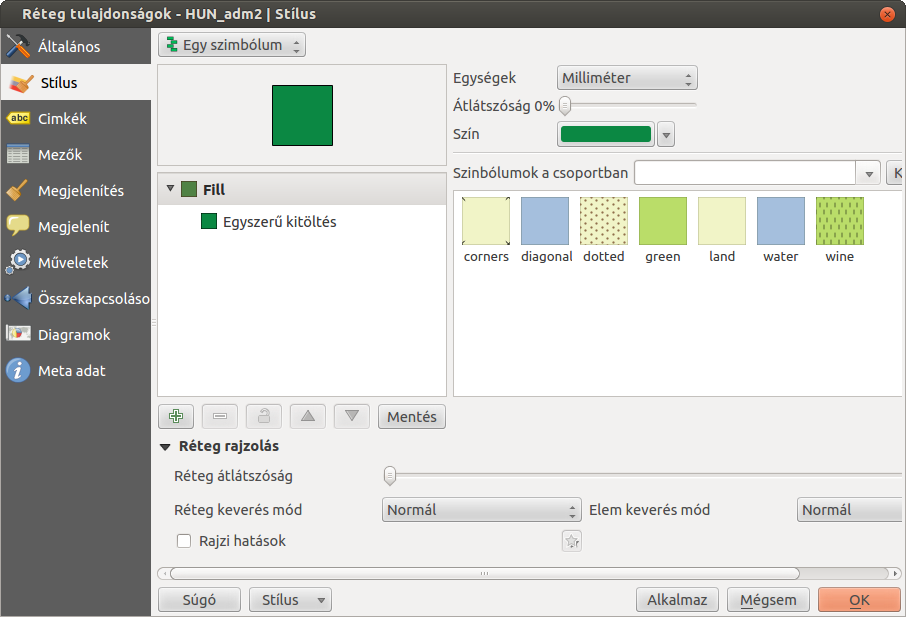 Réteg tulajdonságok - HUN_adm2 | Stílus
Általános
Stílus
abc Cimkék
Mezők
Megjelenítés
Megjelenít
Műveletek
Összekapcsoláso
Diagramok
Meta adat
Egy szimbólum
Egységek Milliméter
Átlátszóság 0%
Szín
Fill
Egyszerű kitöltés
Szinbólumok a csoportban K
corners diagonal dotted green land water wine
Mentés
Réteg rajzolás
Réteg átlátszóság
Réteg keverés mód Normál Elem keverés mód Normál
Rajzi hatások
Súgó Stílus Alkalmaz Mégsem OK